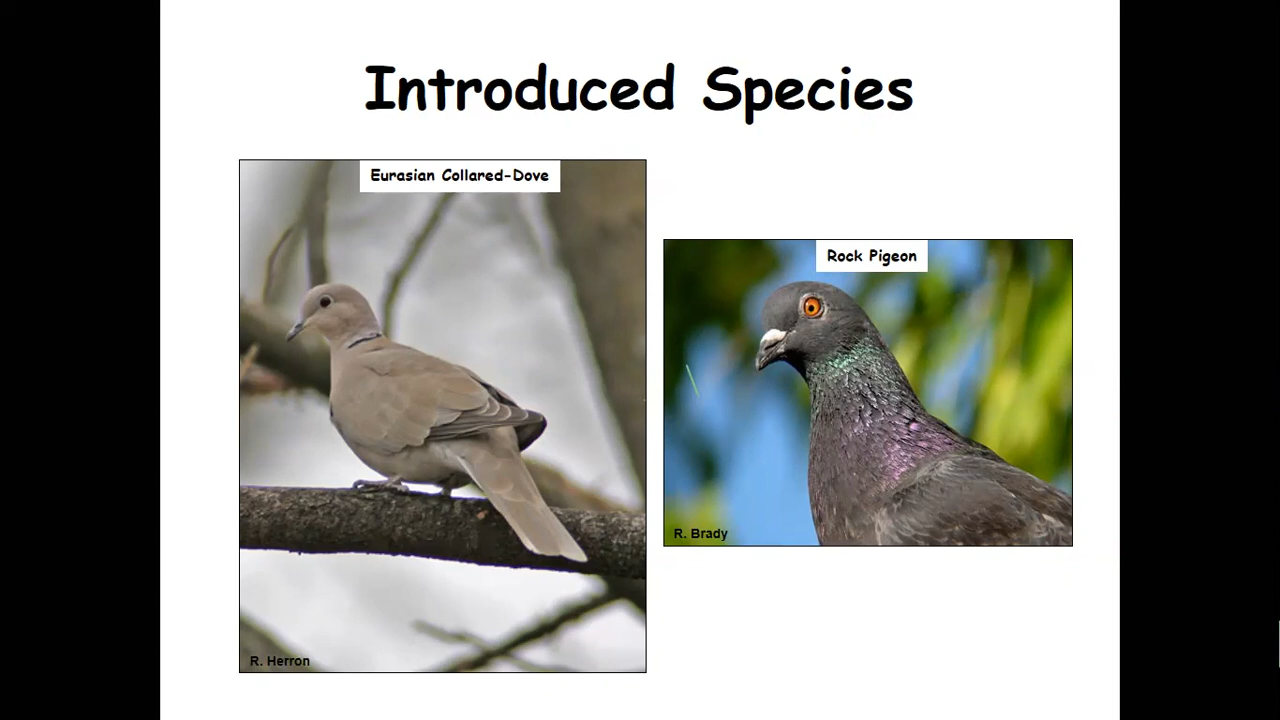 Introduced Species
Eurasian Collared-Dove
Rock Pigeon
R. Brady
R. Herron